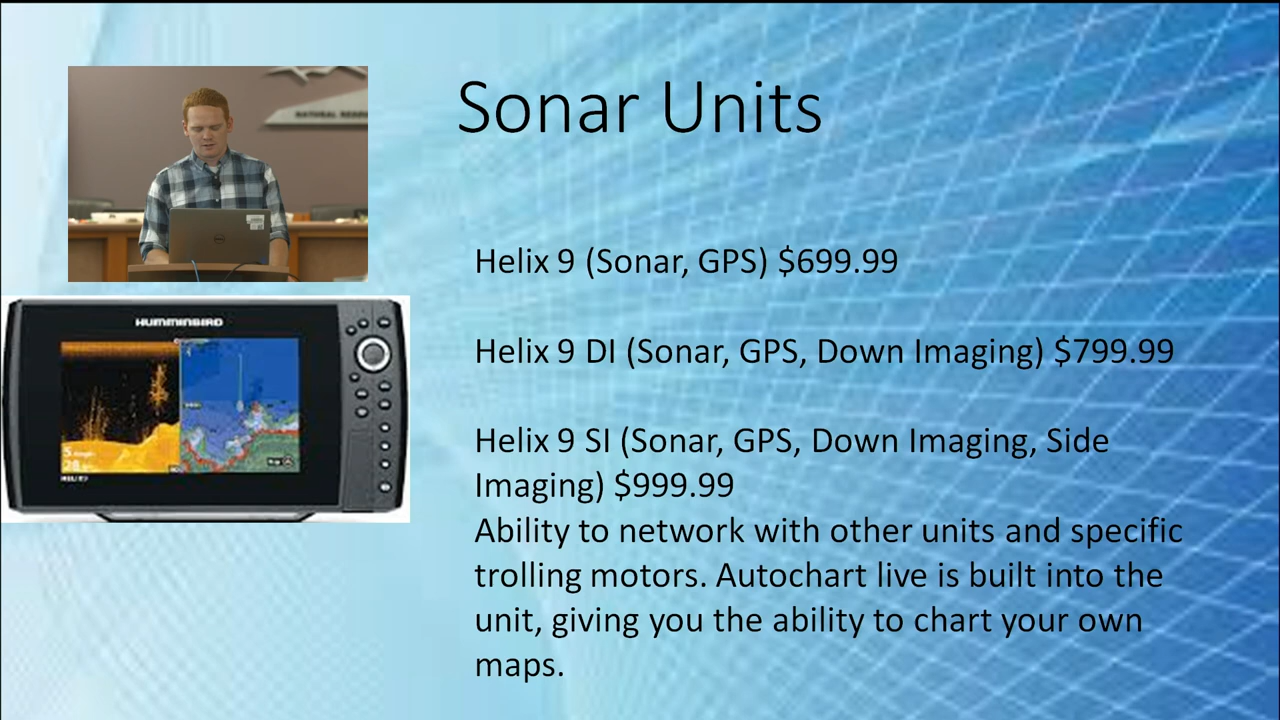 Sonar Units
NATURAL
HUMMINBIRD
Helix 9 (Sonar, GPS) $699.99
Helix 9 DI (Sonar, GPS, Down Imaging) $799.99
Helix 9 SI (Sonar, GPS, Down Imaging, Side
Imaging) $999.99
Ability to network with other units and specific
trolling motors. Autochart live is built into the
unit, giving you the ability to chart your own
maps.